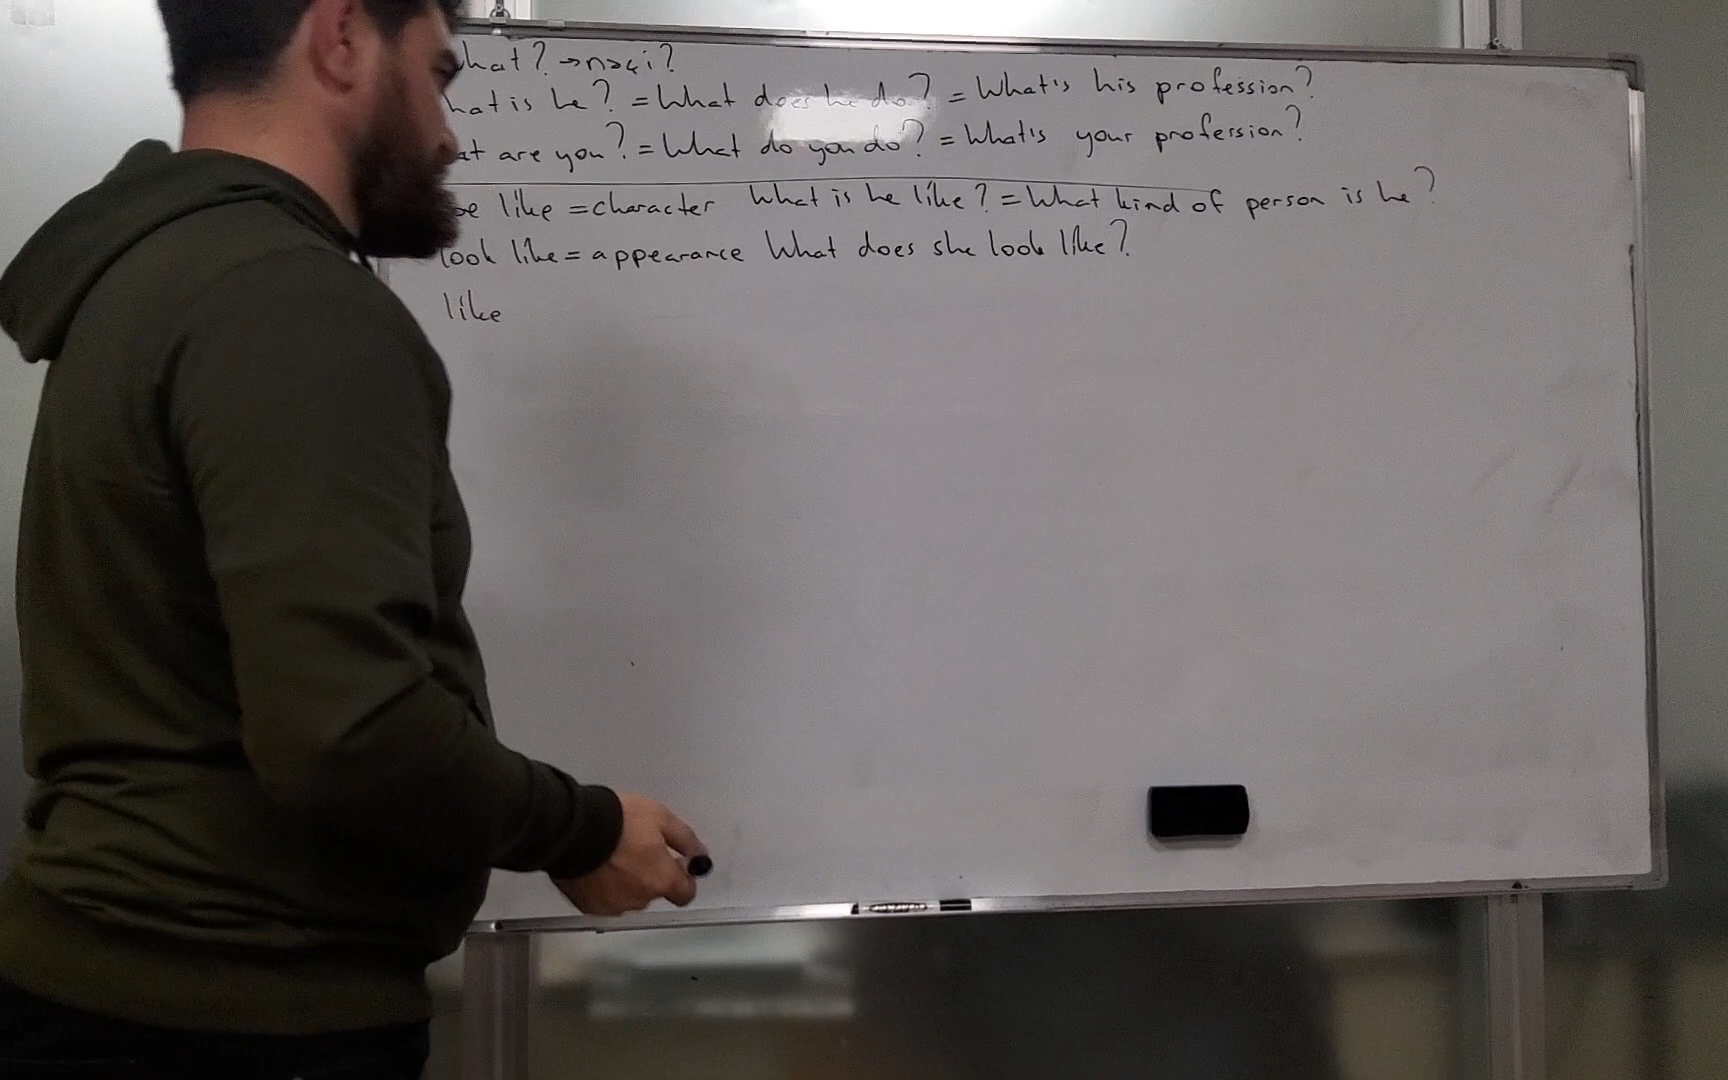 hat? → nəyi?
hat is he? = What does he do? = What's his profession?
at are you? = What do you do? = What's your profession?
be like = character What is he like? = What kind of person is he?
look like = appearance What does she look like?
like